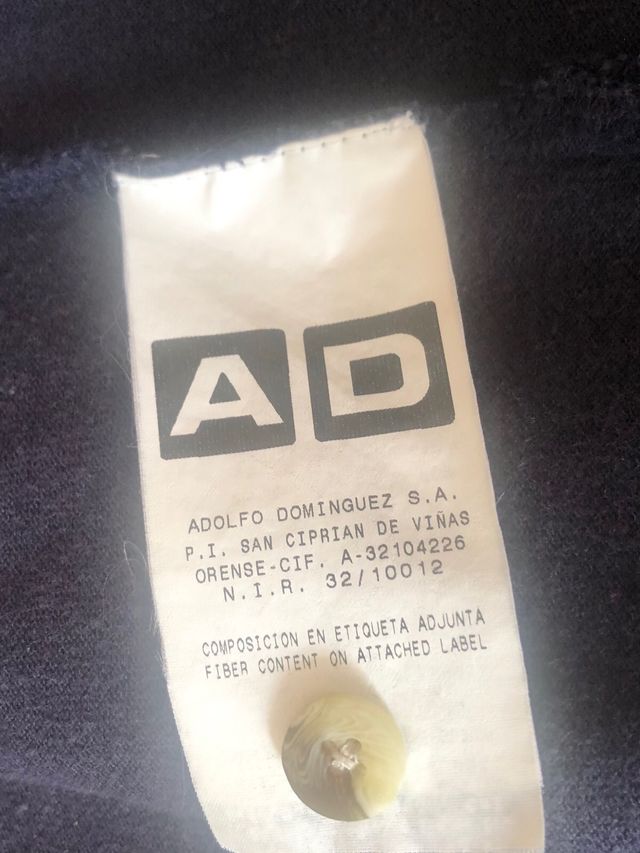 AD
ADOLFO DOMINGUEZ S.A.
P.I. SAN CIPRIAN DE VIÑAS
ORENSE-CIF. A-32104226
N.I.R. 32/10012
COMPOSICION EN ETIQUETA ADJUNTA
FIBER CONTENT ON ATTACHED LABEL